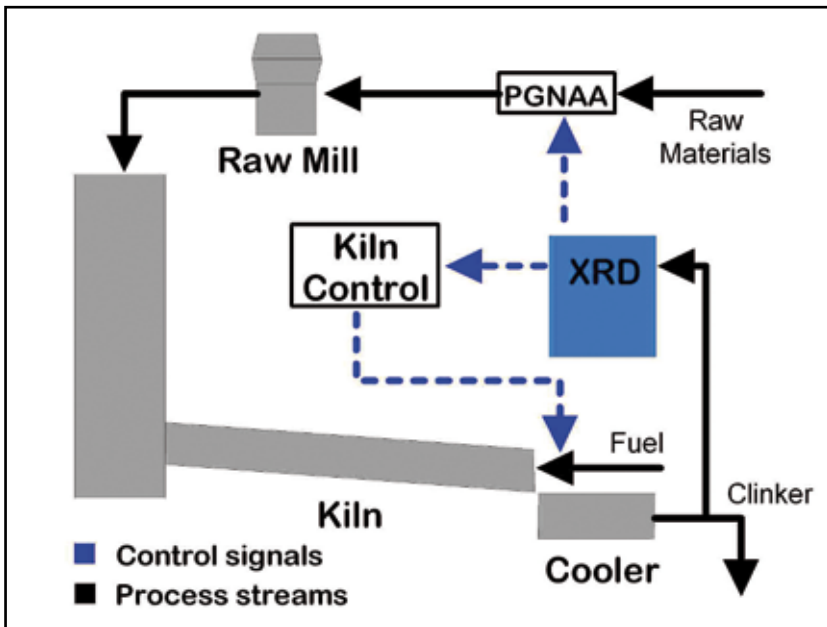 PGNAA
Raw
Materials
Raw Mill
Kiln
Control
XRD
Fuel
Clinker
Kiln
Cooler
Control signals
Process streams